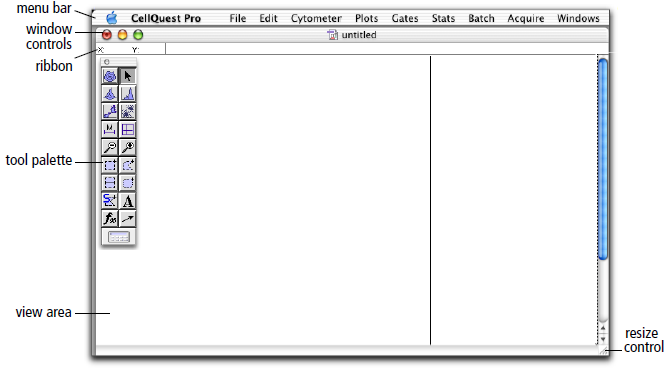 menu bar
CellQuest Pro File Edit Cytometer Plots Gates Stats Batch Acquire Windows
window
controls
untitled
X: Y:
ribbon
M
tool palette
A
f%
view area
resize
control